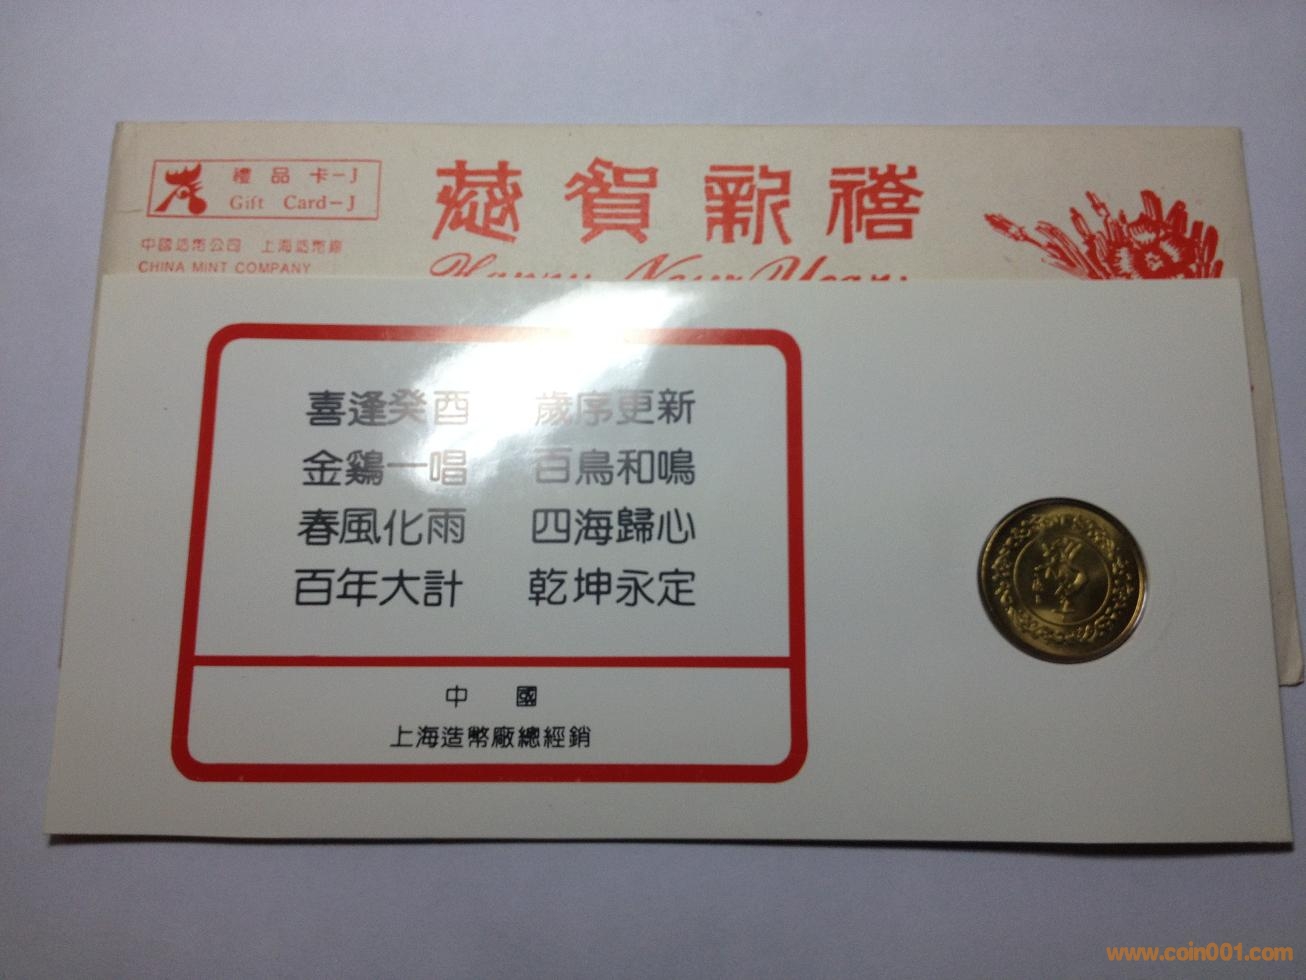 禮品卡-J
Gift Card-J
中國造幣公司 上海造幣廠
CHINA MINT COMPANY
恭賀新禧
Happy New Year
喜逢癸酉 歲序更新
金鷄一唱 百鳥和鳴
春風化雨 四海歸心
百年大計 乾坤永定
中國
上海造幣廠總經銷
www.coin001.com